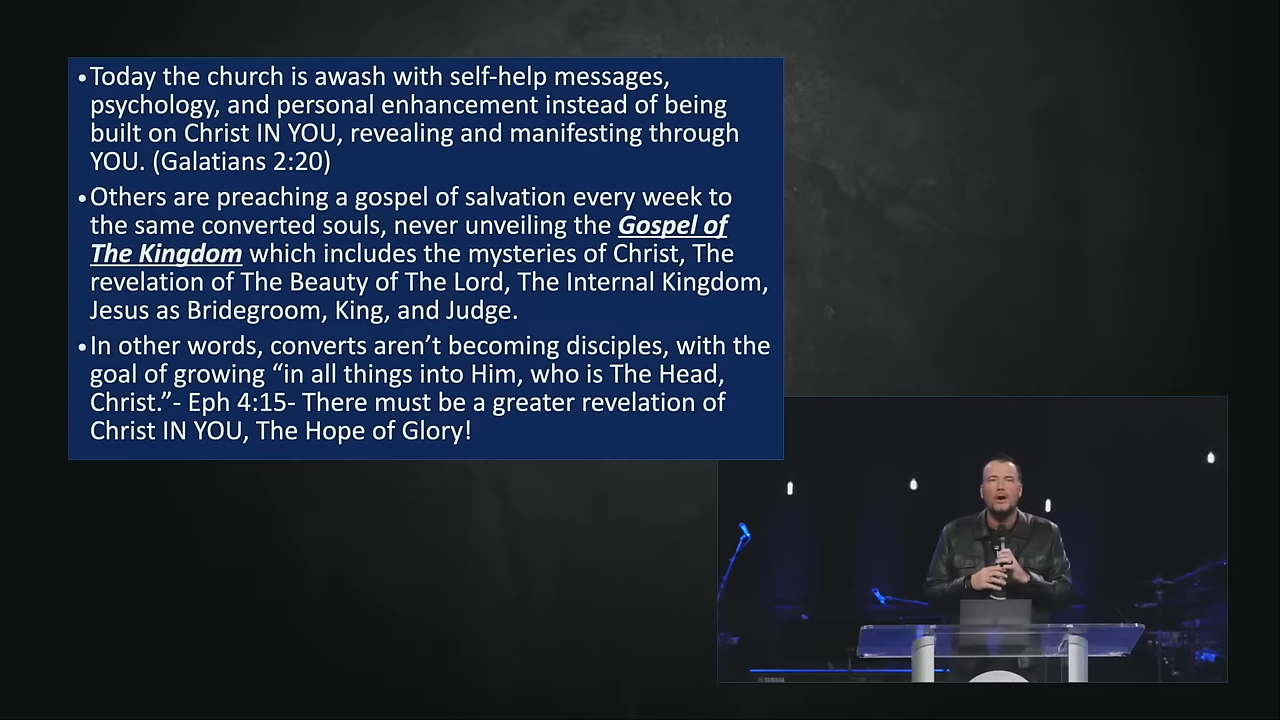 •Today the church is awash with self-help messages,
psychology, and personal enhancement instead of being
built on Christ IN YOU, revealing and manifesting through
YOU. (Galatians 2:20)
•Others are preaching a gospel of salvation every week to
the same converted souls, never unveiling the Gospel of
The Kingdom which includes the mysteries of Christ, The
revelation of The Beauty of The Lord, The Internal Kingdom,
Jesus as Bridegroom, King, and Judge.
•In other words, converts aren’t becoming disciples, with the
goal of growing “in all things into Him, who is The Head,
Christ.”- Eph 4:15- There must be a greater revelation of
Christ IN YOU, The Hope of Glory!
YAMAHA